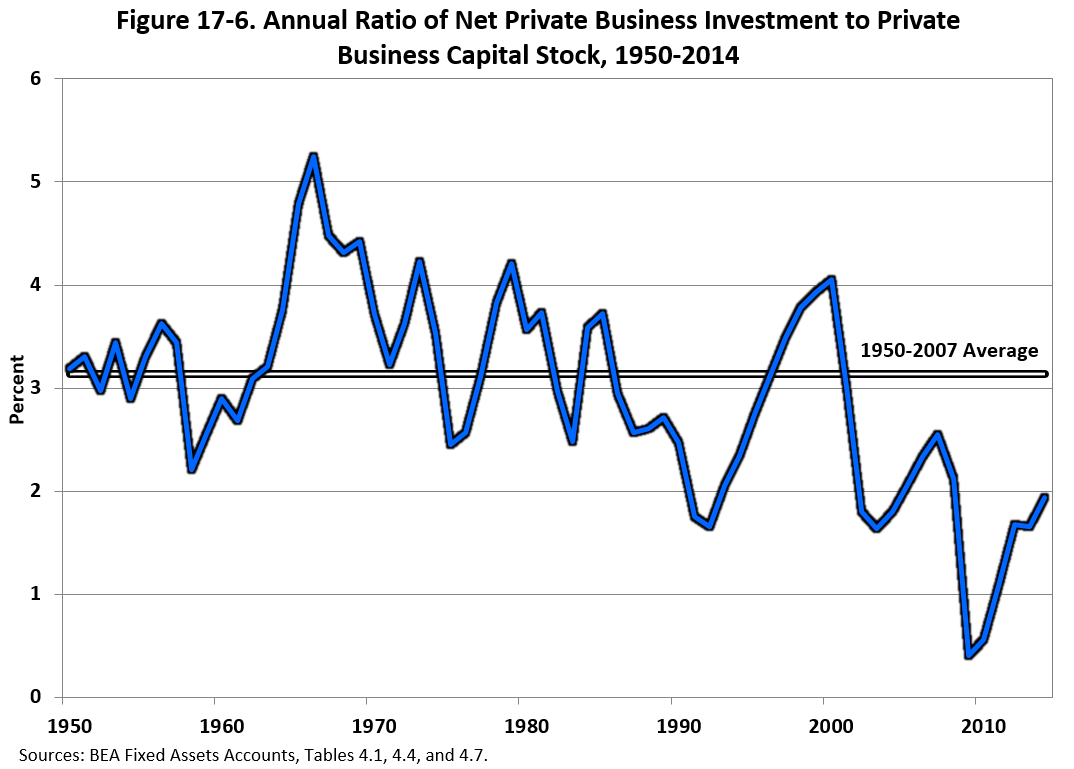 Figure 17-6. Annual Ratio of Net Private Business Investment to Private
Business Capital Stock, 1950-2014
6
5
4
3
2
1
0
Percent
1950-2007 Average
1950 1960 1970 1980 1990 2000 2010
Sources: BEA Fixed Assets Accounts, Tables 4.1, 4.4, and 4.7.